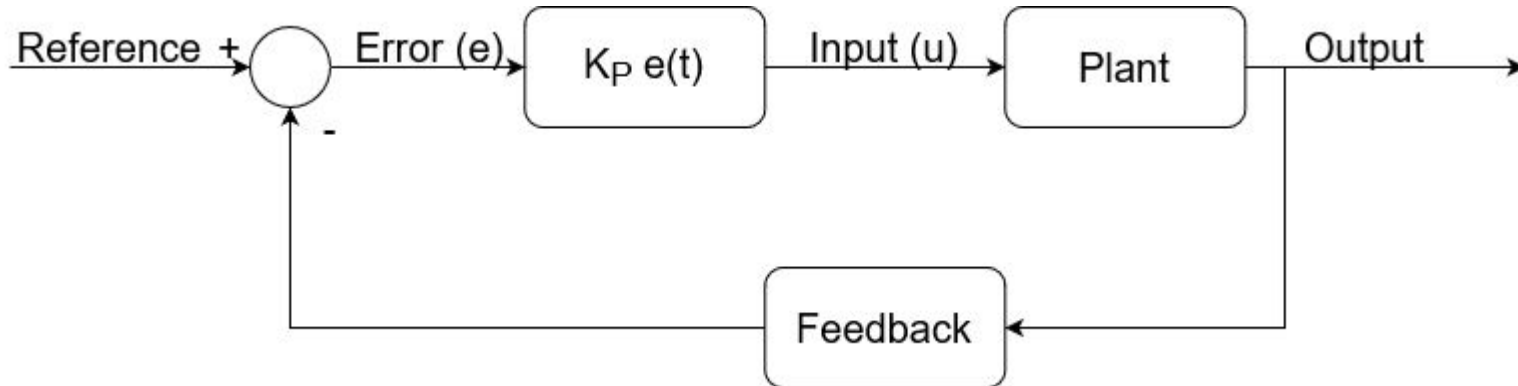 Reference + Error (e) Kₚ e(t) Input (u) Plant Output
-
Feedback